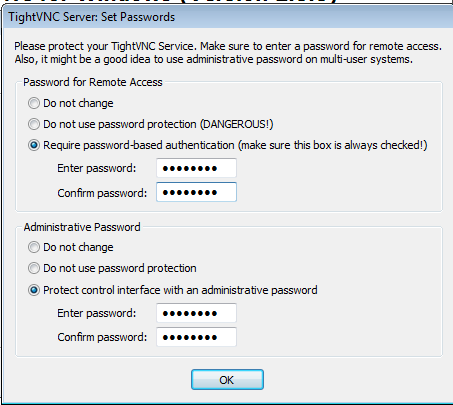 TightVNC Server: Set Passwords
Please protect your TightVNC Service. Make sure to enter a password for remote access.
Also, it might be a good idea to use administrative password on multi-user systems.
Password for Remote Access
Do not change
Do not use password protection (DANGEROUS!)
Require password-based authentication (make sure this box is always checked!)
Enter password: ●●●●●●●●
Confirm password: ●●●●●●●●
Administrative Password
Do not change
Do not use password protection
Protect control interface with an administrative password
Enter password: ●●●●●●●●
Confirm password: ●●●●●●●●
OK